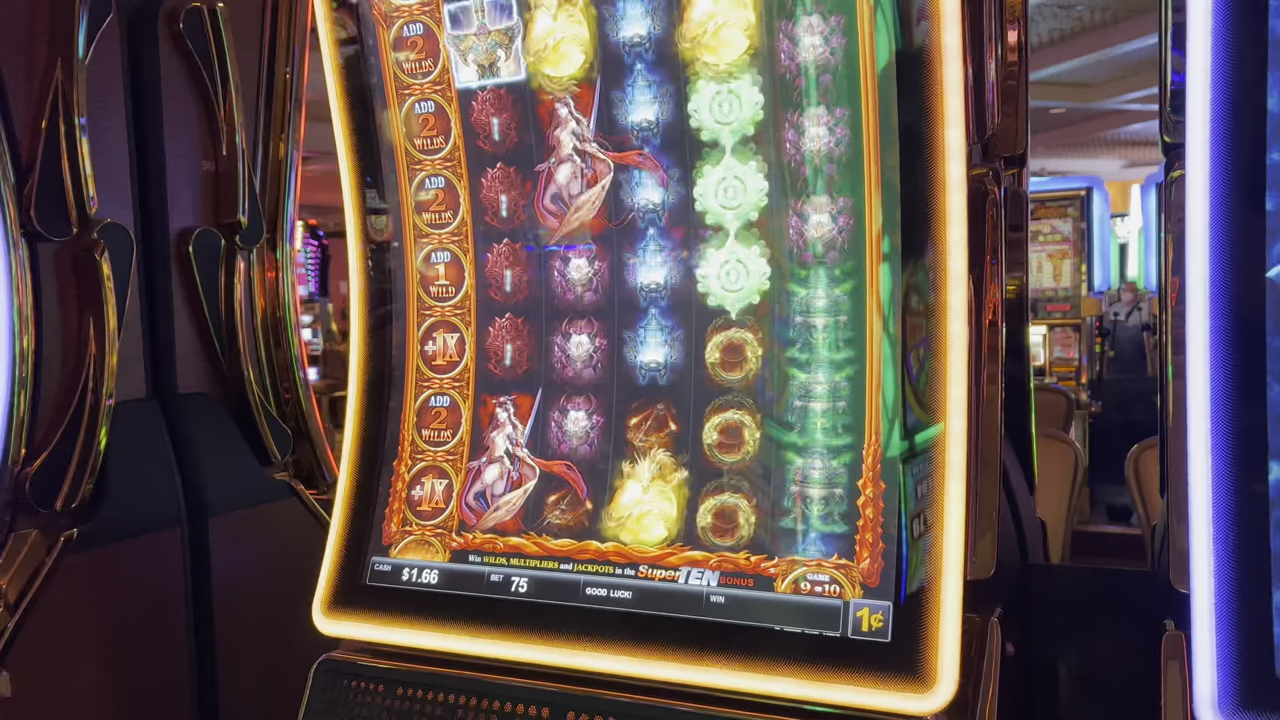 ADD
2
WILDS
ADD
2
WILDS
ADD
2
WILDS
ADD
1
WILD
+1X
ADD
2
WILDS
+1X
Win WILDS, MULTIPLIERS and JACKPOTS in the SuperTEN BONUS
GAME
9 10
CASH $1.66
BET 75
GOOD LUCK!
WIN
1¢